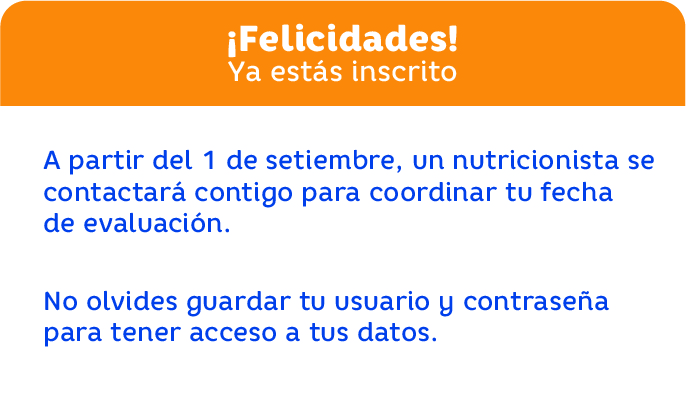 ¡Felicidades!
Ya estás inscrito
A partir del 1 de setiembre, un nutricionista se
contactará contigo para coordinar tu fecha
de evaluación.
No olvides guardar tu usuario y contraseña
para tener acceso a tus datos.